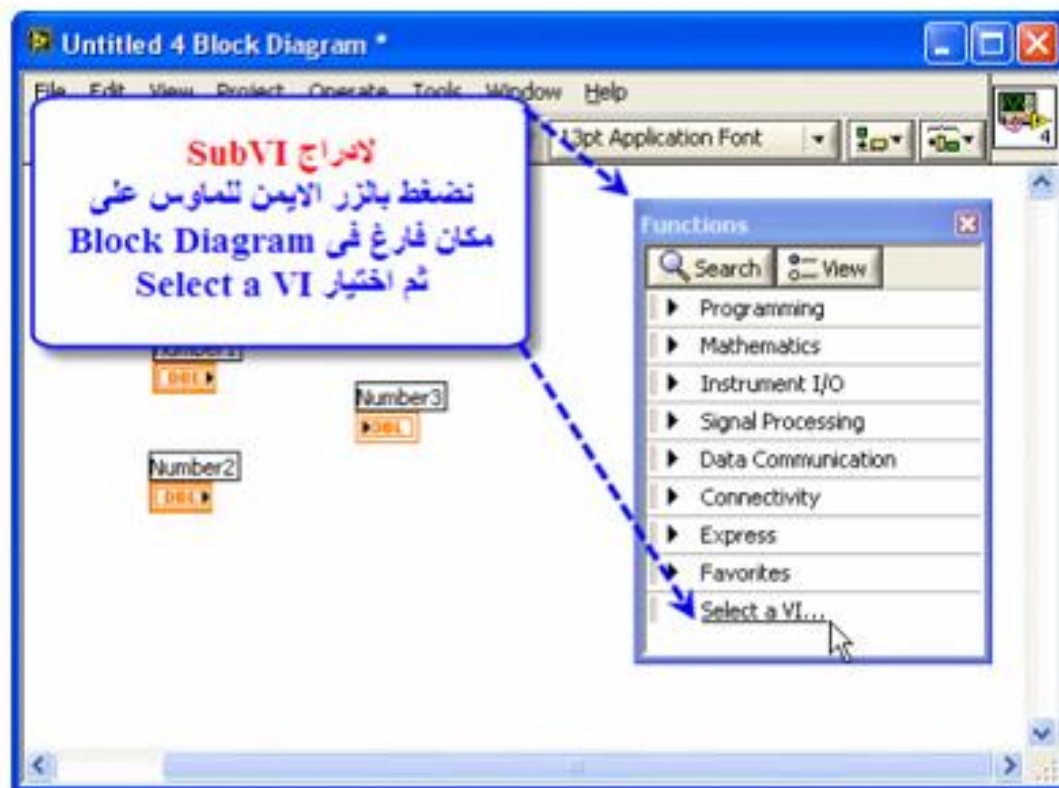 Untitled 4 Block Diagram *
File Edit View Project Operate Tools Window Help
13pt Application Font
4
لادراج SubVI
نضغط بالزر الايمن للماوس على
مكان فارغ فى Block Diagram
ثم اختيار Select a VI
Functions
Search View
Programming
Mathematics
Instrument I/O
Signal Processing
Data Communication
Connectivity
Express
Favorites
Select a VI...
Number1
DBL
Number3
DBL
Number2
DBL